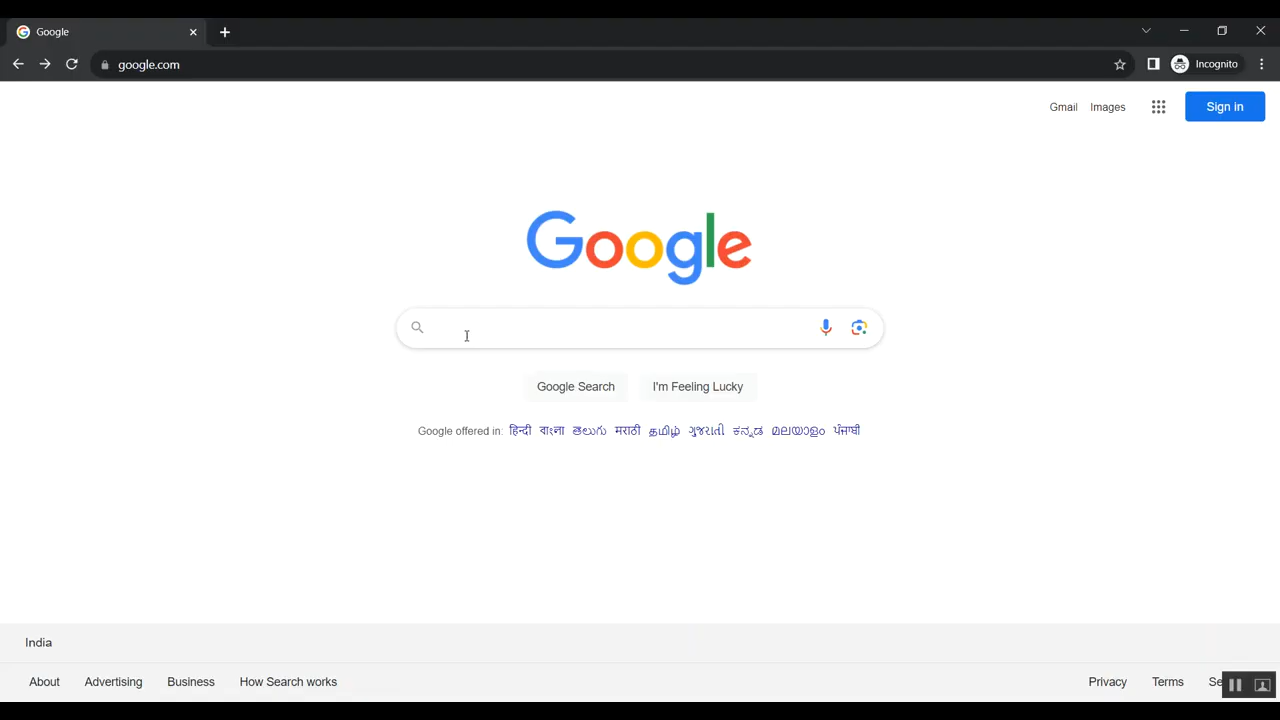 Google
google.com
Incognito
Gmail Images Sign in
Google
Google Search I'm Feeling Lucky
Google offered in: हिन्दी বাংলা తెలుగు मराठी தமிழ் ગુજરાતી ಕನ್ನಡ മലയാളം ਪੰਜਾਬੀ
India
About Advertising Business How Search works Privacy Terms